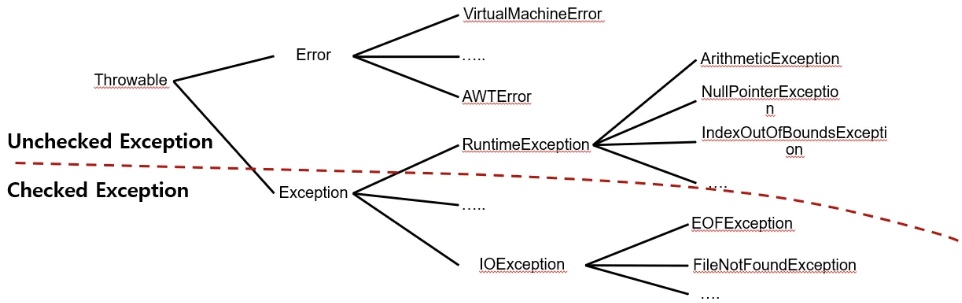 VirtualMachineError
Error
…..
ArithmeticException
Throwable
NullPointerExceptio
n
AWTError
Unchecked Exception
RuntimeException
IndexOutOfBoundsExcepti
on
Checked Exception
Exception
….
…..
EOFException
IOException
FileNotFoundException
….